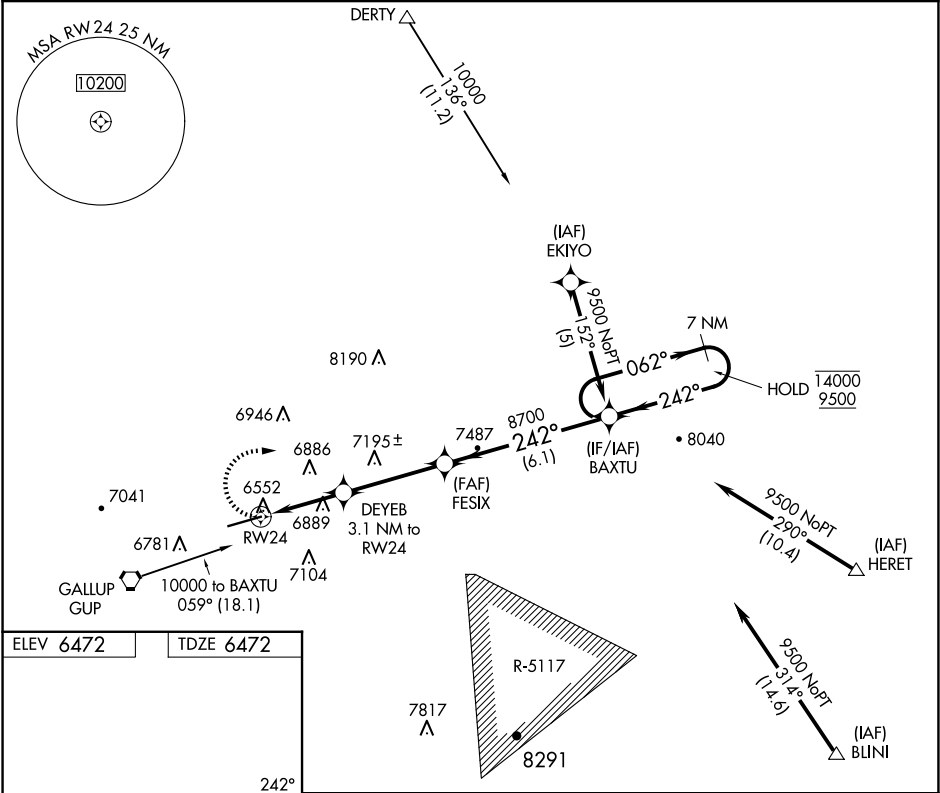 MSA RW24 25 NM
10200
DERTY
10000
136°
(11.2)
(IAF)
EKIYO
9500 NoPT
152°
(5)
7 NM
062°
HOLD
14000
9500
242°
8190
6946
6886
7195±
7487
8700
242°
(6.1)
(IF/IAF)
BAXTU
8040
(FAF)
FESIX
7041
6552
6889
DEYEB
3.1 NM to
RW24
RW24
6781
7104
GALLUP
GUP
10000 to BAXTU
059° (18.1)
9500 NoPT
290°
(10.4)
(IAF)
HERET
ELEV 6472
TDZE 6472
R-5117
9500 NoPT
314°
(14.6)
7817
8291
(IAF)
BLINI
242°